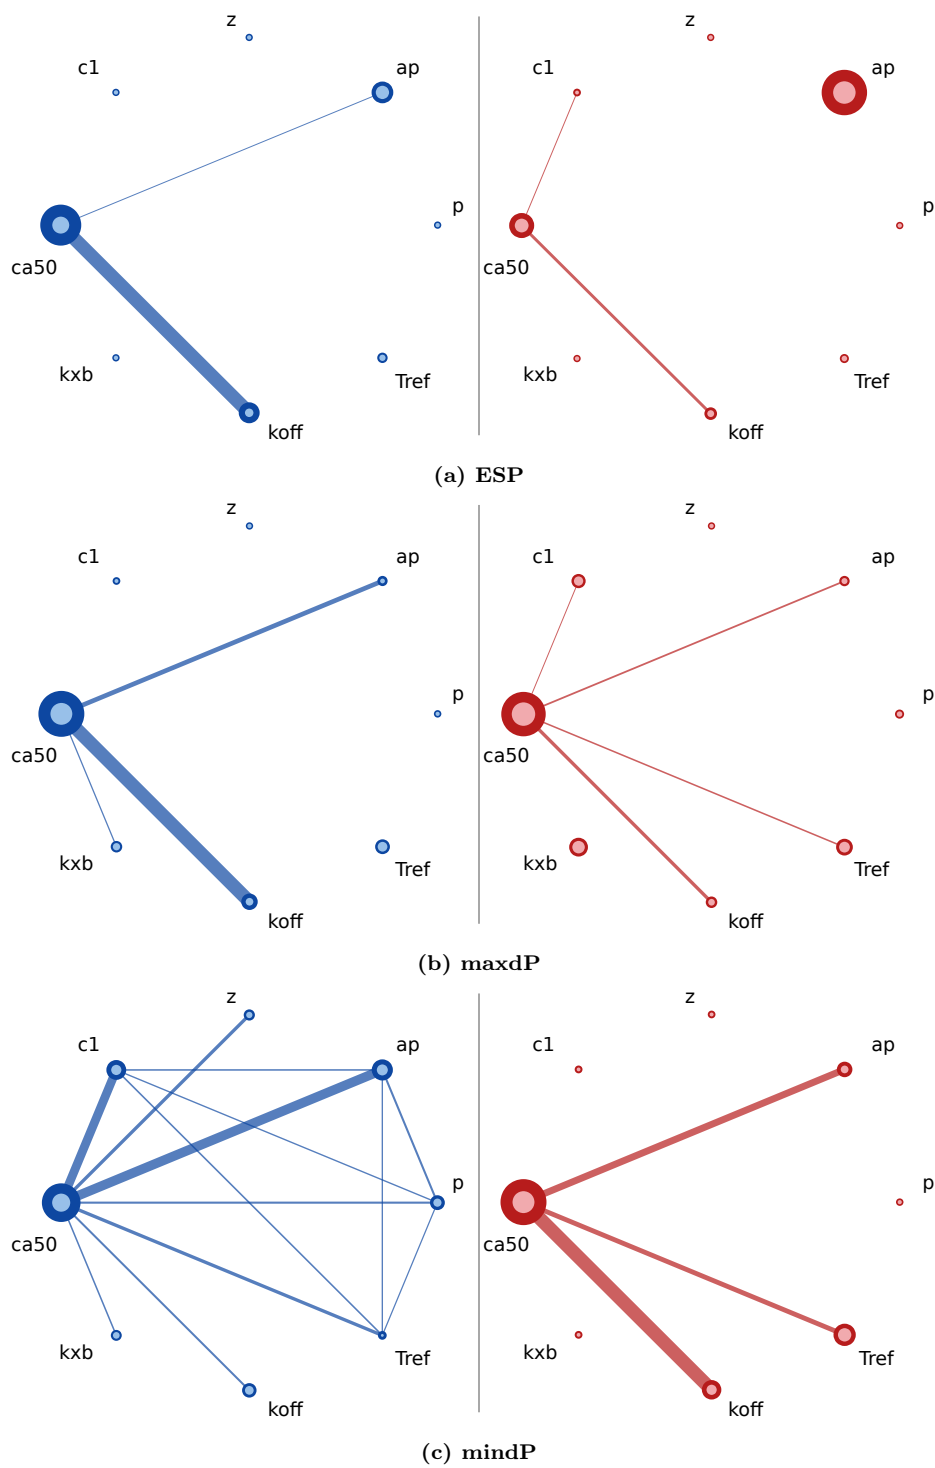 z
z
c1
ap
c1
ap
p
p
ca50
ca50
kxb
Tref
kxb
Tref
koff
koff
(a) ESP
z
z
c1
ap
c1
ap
p
p
ca50
ca50
kxb
Tref
kxb
Tref
koff
koff
(b) maxdP
z
z
c1
ap
c1
ap
p
p
ca50
ca50
kxb
Tref
kxb
Tref
koff
koff
(c) mindP